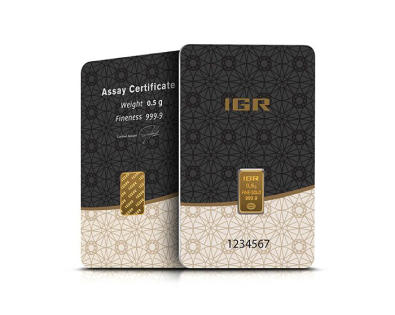 Assay Certificate
Weight 0.5 g
Fineness 999.9
IGR
IGR
0,5g
FINE GOLD
999.9
1234567